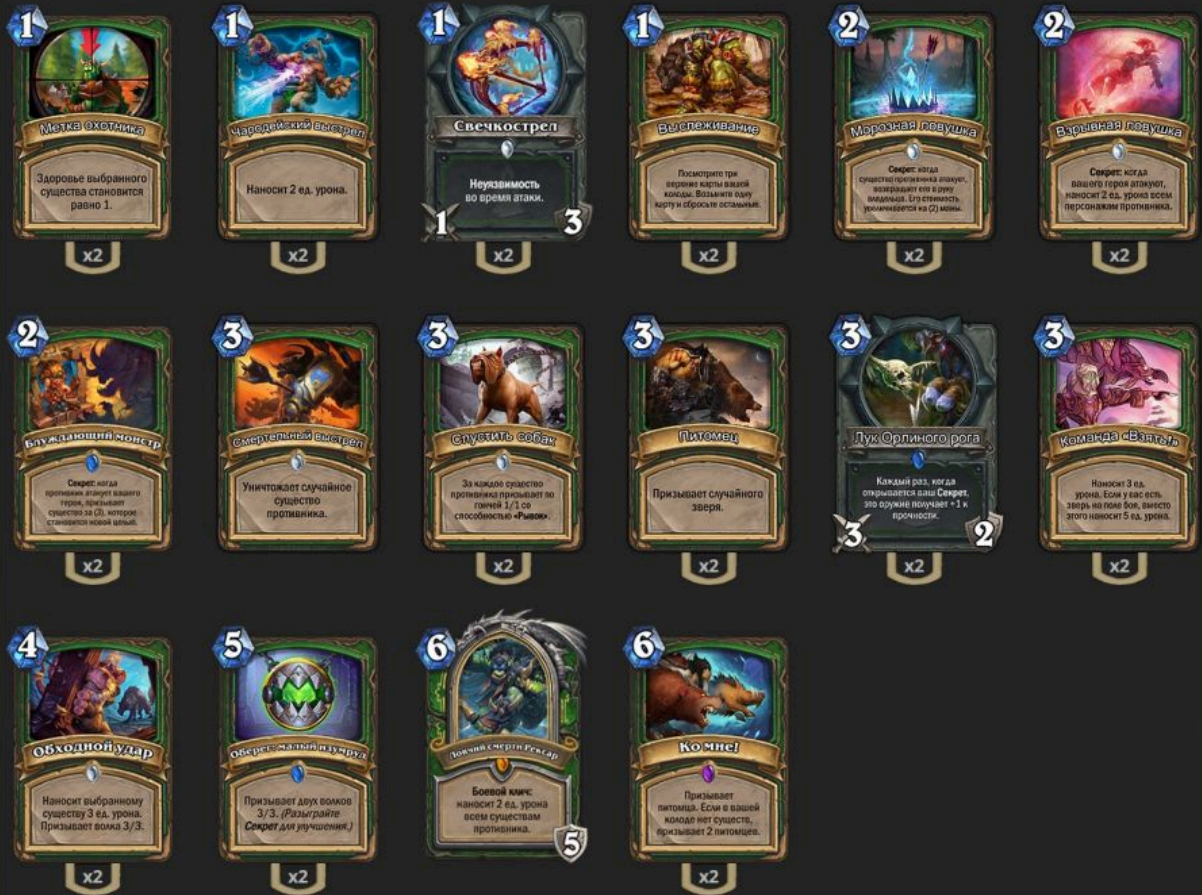 1
Метка охотника
Здоровье выбранного
существа становится
равно 1.
x2
1
Чародейский выстрел
Наносит 2 ед. урона.
x2
1
Свечкострел
Неуязвимость
во время атаки.
1
3
x2
1
Выслеживание
Посмотрите три
верхние карты вашей
колоды. Возьмите одну
карту и сбросьте остальные.
x2
2
Морозная ловушка
Секрет: когда
существо противника атакует,
возвращает его в руку
владельца. Его стоимость
увеличивается на (2) маны.
x2
2
Взрывная ловушка
Секрет: когда
вашего героя атакуют,
наносит 2 ед. урона всем
персонажам противника.
x2
2
Блуждающий монстр
Секрет: когда
противник атакует вашего
героя, призывает
существо за (3), которое
становится новой целью.
x2
3
Смертельный выстрел
Уничтожает случайное
существо
противника.
3
Спустить собак
За каждое существо
противника призывает по
гончей 1/1 со
способностью «Рывок».
x2
3
Питомец
Призывает случайного
зверя.
x2
3
Лук Орлиного рога
Каждый раз, когда
открывается ваш Секрет,
это оружие получает +1 к
прочности.
3
2
x2
3
Команда «Взять!»
Наносит 3 ед.
урона. Если у вас есть
зверь на поле боя, вместо
этого наносит 5 ед. урона.
x2
4
Обходной удар
Наносит выбранному
существу 3 ед. урона.
Призывает волка 3/3.
x2
5
Оберег: малый изумруд
Призывает двух волков
3/3. (Разыграйте
Секрет для улучшения.)
x2
6
Ловчий смерти Рексар
Боевой клич:
наносит 2 ед. урона
всем существам
противника.
5
6
Ко мне!
Призывает
питомца. Если в вашей
колоде нет существ,
призывает 2 питомцев.
x2